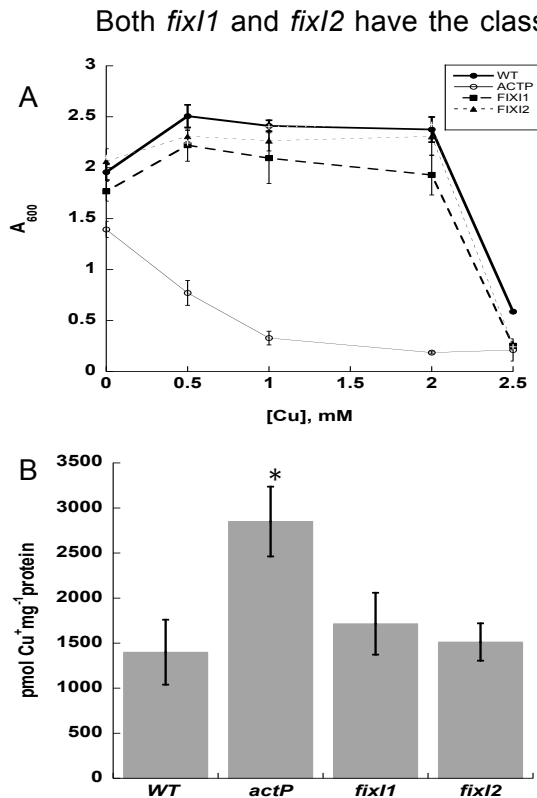 Both fixI1 and fixI2 have the class
A
3
2.5
2
1.5
1
0.5
0
A600
WT
ACTP
FIXI1
FIXI2
0 0.5 1 1.5 2 2.5
[Cu], mM
B
3500
3000
2500
2000
1500
1000
500
0
pmol Cu+mg-1protein
*
WT actP fixI1 fixI2